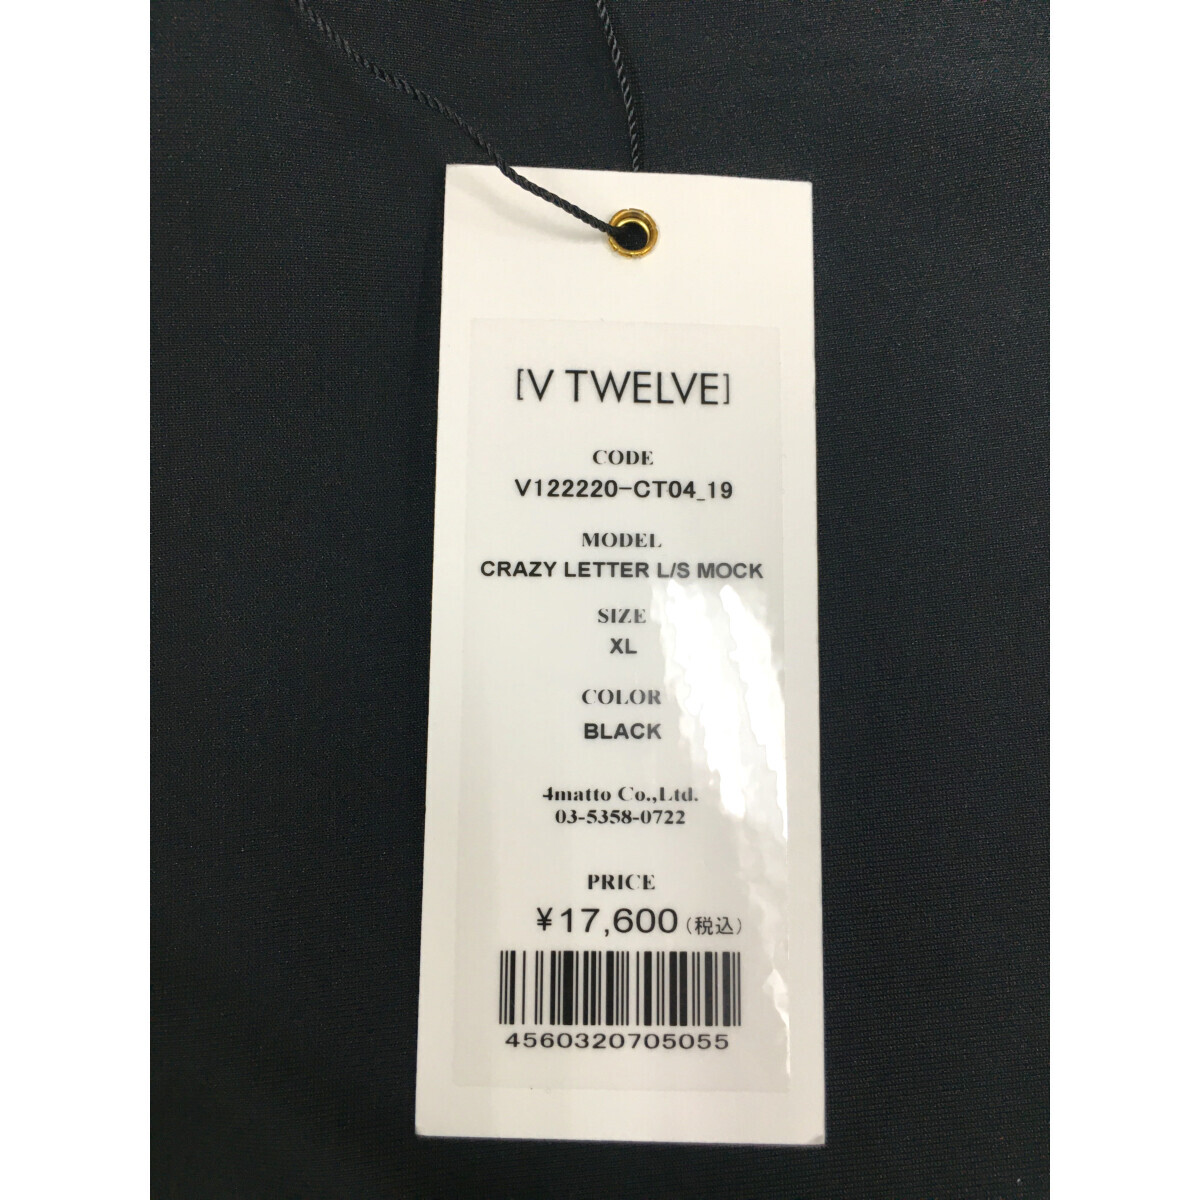 [V TWELVE]
CODE
V122220-CT04_19
MODEL
CRAZY LETTER L/S MOCK
SIZE
XL
COLOR
BLACK
4matto Co.,Ltd.
03-5358-0722
PRICE
¥17,600(税込)
4560320705055